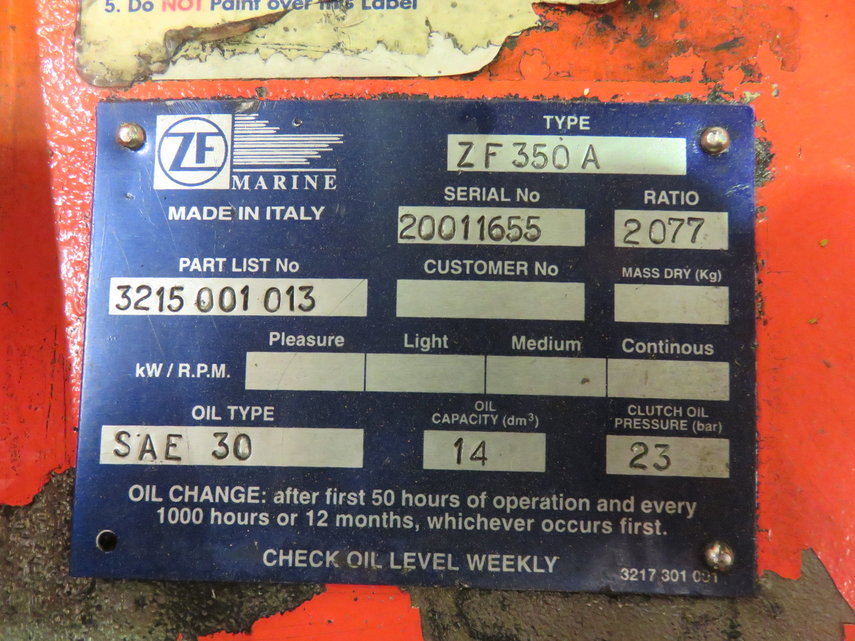 5. Do NOT Paint over this Label
ZF
MARINE
MADE IN ITALY
TYPE
ZF350A
SERIAL No
20011655
RATIO
2077
PART LIST No
3215 001 013
CUSTOMER No
MASS DRY (Kg)
Pleasure Light Medium Continous
kW / R.P.M.
OIL TYPE
SAE 30
OIL
CAPACITY (dm³)
14
CLUTCH OIL
PRESSURE (bar)
23
OIL CHANGE: after first 50 hours of operation and every
1000 hours or 12 months, whichever occurs first.
CHECK OIL LEVEL WEEKLY
3217 301 001